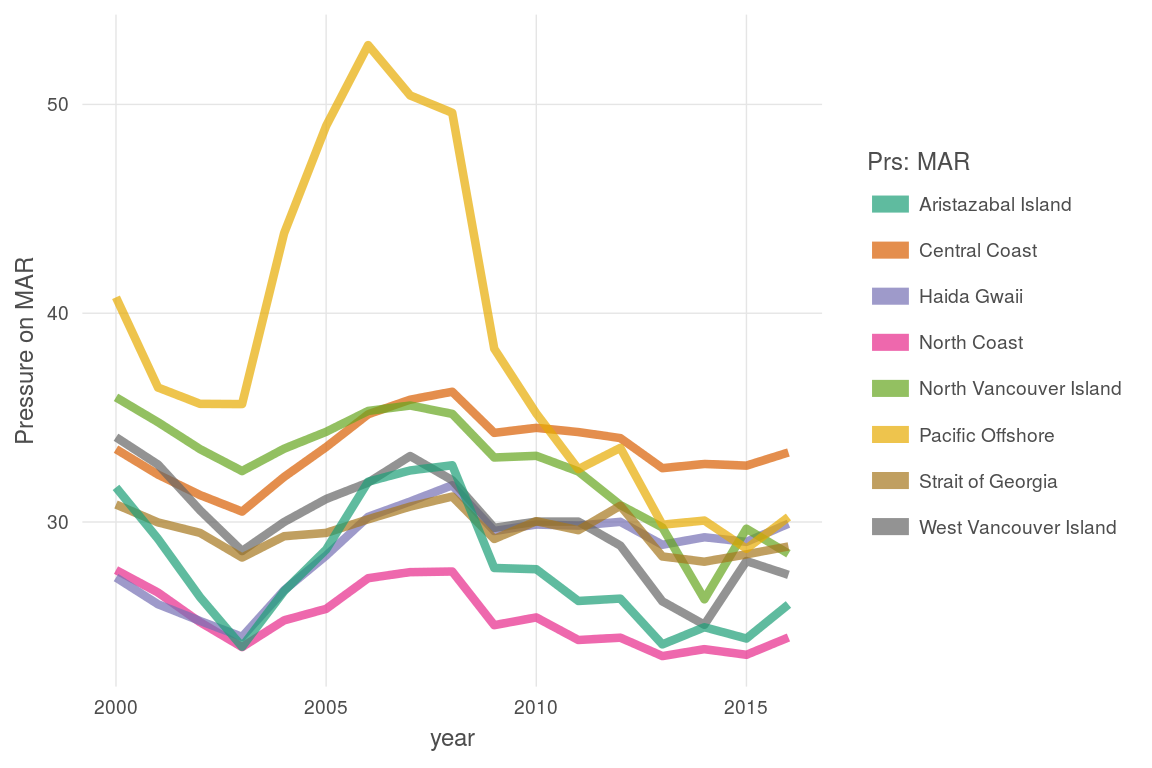 Pressure on MAR
50
40
30
2000
2005
2010
2015
year
Prs: MAR
Aristazabal Island
Central Coast
Haida Gwaii
North Coast
North Vancouver Island
Pacific Offshore
Strait of Georgia
West Vancouver Island